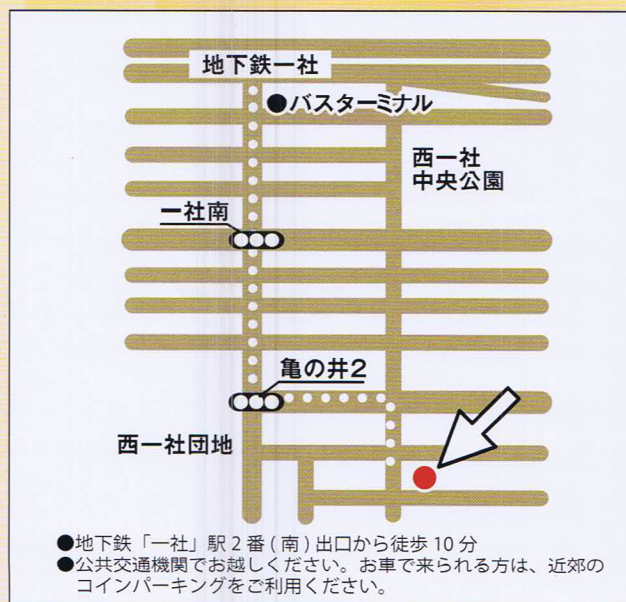 地下鉄一社
●バスターミナル
西一社
中央公園
一社南
亀の井2
西一社団地
●地下鉄「一社」駅2番(南)出口から徒歩10分
●公共交通機関でお越しください。お車で来られる方は、近郊の
コインパーキングをご利用ください。